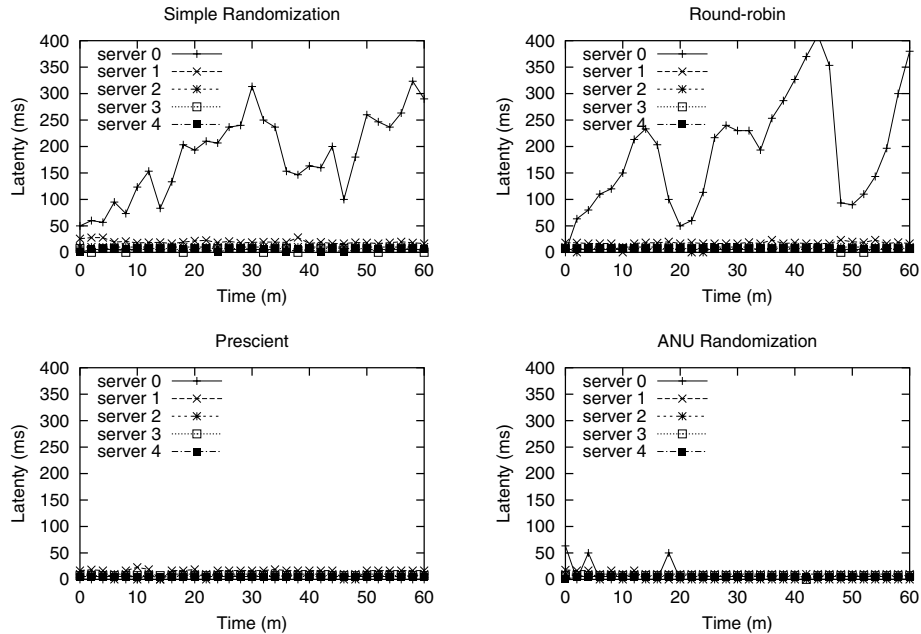 Simple Randomization
400
350
300
250
200
150
100
50
0
Latenty (ms)
server 0
server 1
server 2
server 3
server 4
0 10 20 30 40 50 60
Time (m)
Round-robin
400
350
300
250
200
150
100
50
0
Latenty (ms)
server 0
server 1
server 2
server 3
server 4
0 10 20 30 40 50 60
Time (m)
Prescient
400
350
300
250
200
150
100
50
0
Latenty (ms)
server 0
server 1
server 2
server 3
server 4
0 10 20 30 40 50 60
Time (m)
ANU Randomization
400
350
300
250
200
150
100
50
0
Latenty (ms)
server 0
server 1
server 2
server 3
server 4
0 10 20 30 40 50 60
Time (m)